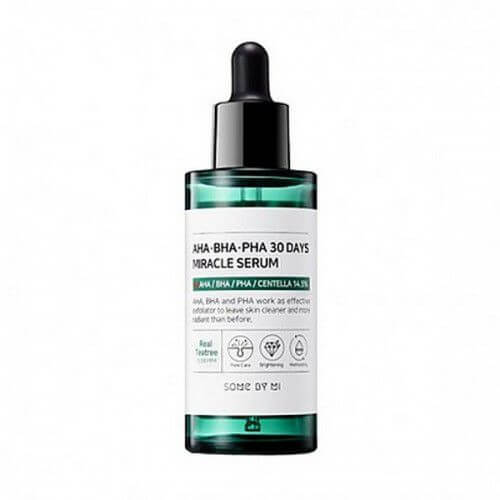 AHA·BHA·PHA 30 DAYS
MIRACLE SERUM
AHA / BHA / PHA / CENTELLA 14.5%
AHA, BHA and PHA work as effective
exfoliator to leave skin cleaner and more
radiant than before.
Real
Teatree
Pore Care
Brightening
SOME BY MI